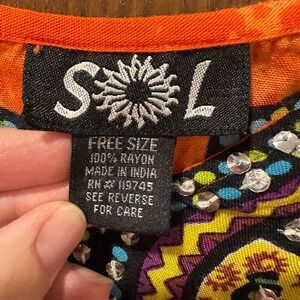 SOL
FREE SIZE
100% RAYON
MADE IN INDIA
RN# 119745
SEE REVERSE
FOR CARE